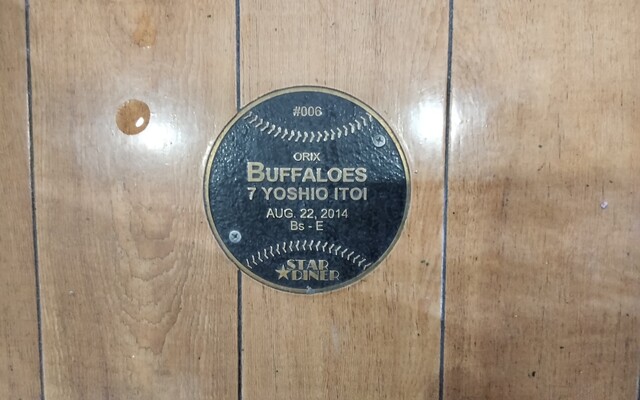 #006
ORIX
BUFFALOES
7 YOSHIO ITOI
AUG. 22, 2014
Bs - E
STAR
DINER